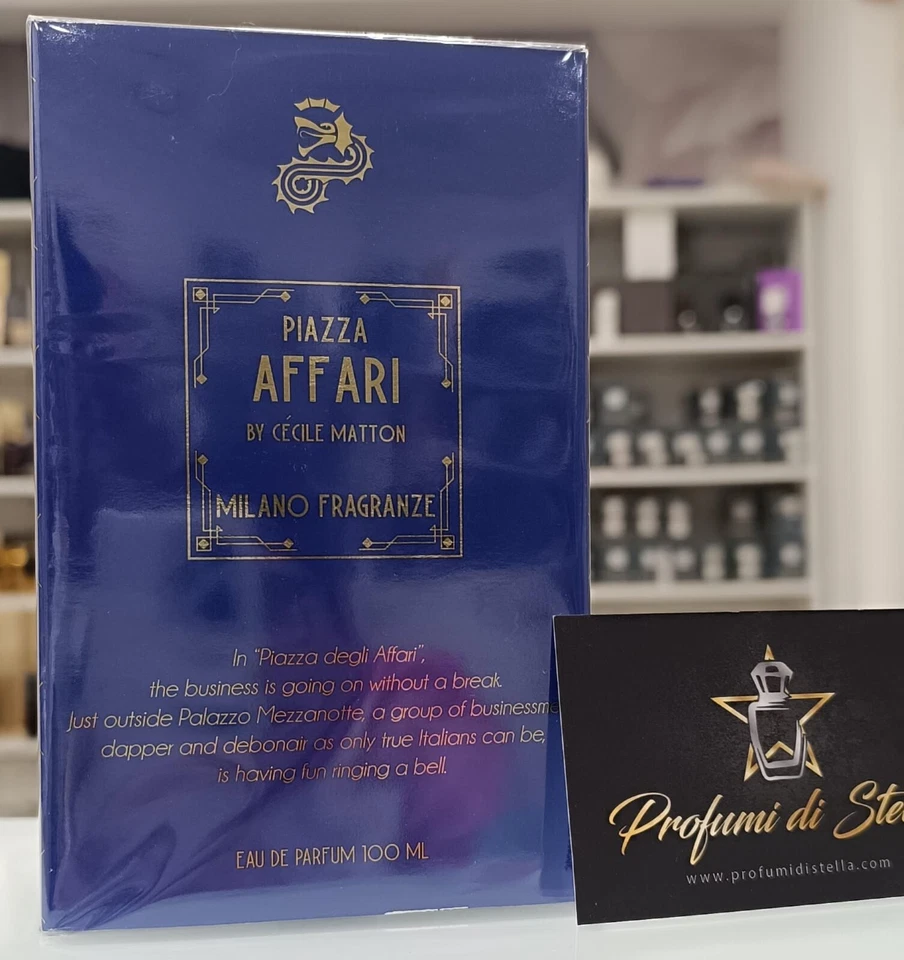 PIAZZA
AFFARI
BY CÉCILE MATTON
MILANO FRAGRANZE
In “Piazza degli Affari”,
the business is going on without a break.
Just outside Palazzo Mezzanotte, a group of businessm
dapper and debonair as only true Italians can be,
is having fun ringing a bell.
EAU DE PARFUM 100 ML
Profumi di Ste
www.profumidistella.com